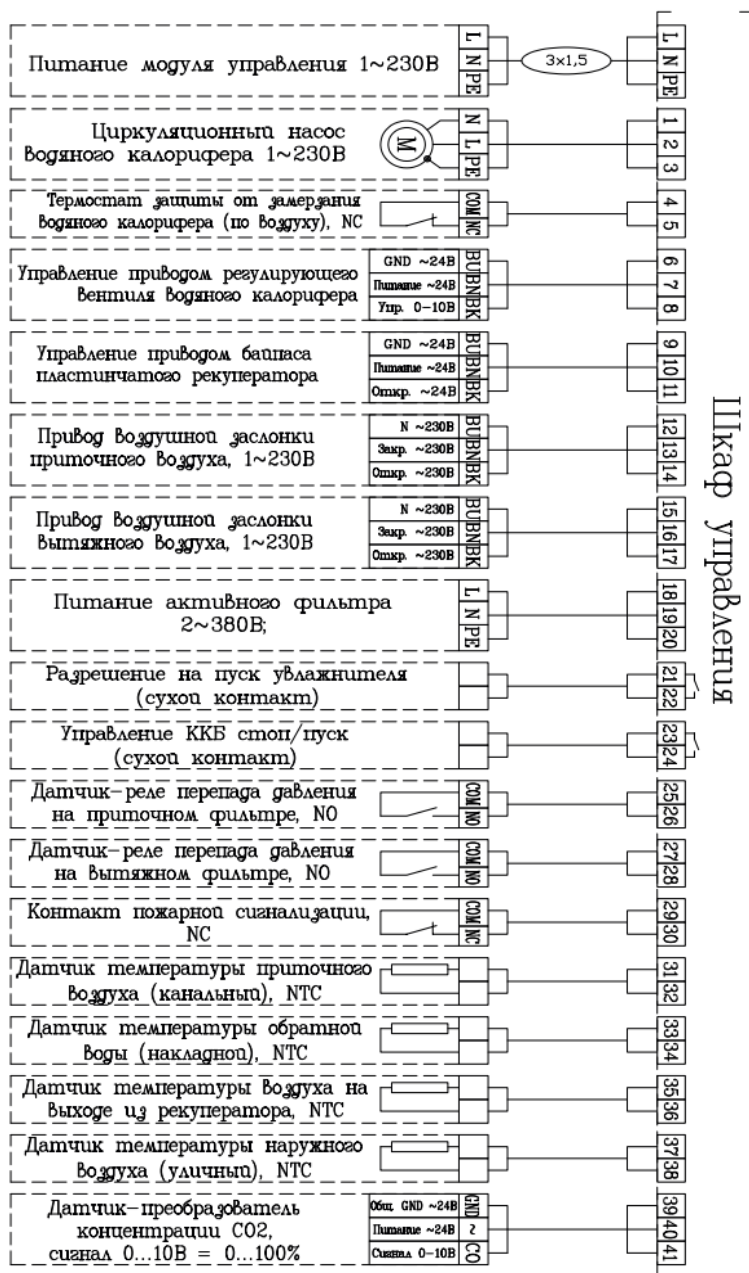 Питание модуля управления 1~230В
L
N
PE
3x1,5
L
N
PE
Циркуляционный насос
водяного калорифера 1~230В
M
N
L
PE
1
2
3
Термостат защиты от замерзания
водяного калорифера (по воздуху), NC
COM
NC
4
5
Управление приводом регулирующего
вентиля водяного калорифера
GND ~24В
Питание ~24В
Упр. 0-10В
BU
BN
BK
6
7
8
Управление приводом байпаса
пластинчатого рекуператора
GND ~24В
Питание ~24В
Откр. ~24В
BU
BN
BK
9
10
11
Привод воздушной заслонки
приточного воздуха, 1~230В
N ~230В
Закр. ~230В
Откр. ~230В
BU
BN
BK
12
13
14
Привод воздушной заслонки
вытяжного воздуха, 1~230В
N ~230В
Закр. ~230В
Откр. ~230В
BU
BN
BK
15
16
17
Питание активного фильтра
2~380В;
L
N
PE
18
19
20
Разрешение на пуск увлажнителя
(сухой контакт)
21
22
Управление ККБ стоп/пуск
(сухой контакт)
23
24
Датчик-реле перепада давления
на приточном фильтре, NO
COM
NO
25
26
Датчик-реле перепада давления
на вытяжном фильтре, NO
COM
NO
27
28
Контакт пожарной сигнализации,
NC
COM
NC
29
30
Датчик температуры приточного
воздуха (канальный), NTC
31
32
Датчик температуры обратной
воды (накладной), NTC
33
34
Датчик температуры воздуха на
выходе из рекуператора, NTC
35
36
Датчик температуры наружного
воздуха (уличный), NTC
37
38
Датчик-преобразователь
концентрации CO2,
сигнал 0...10В = 0...100%
Общ. GND ~24В
Питание ~24В
Сигнал 0-10В
GND
~
CO
39
40
41
Шкаф управления